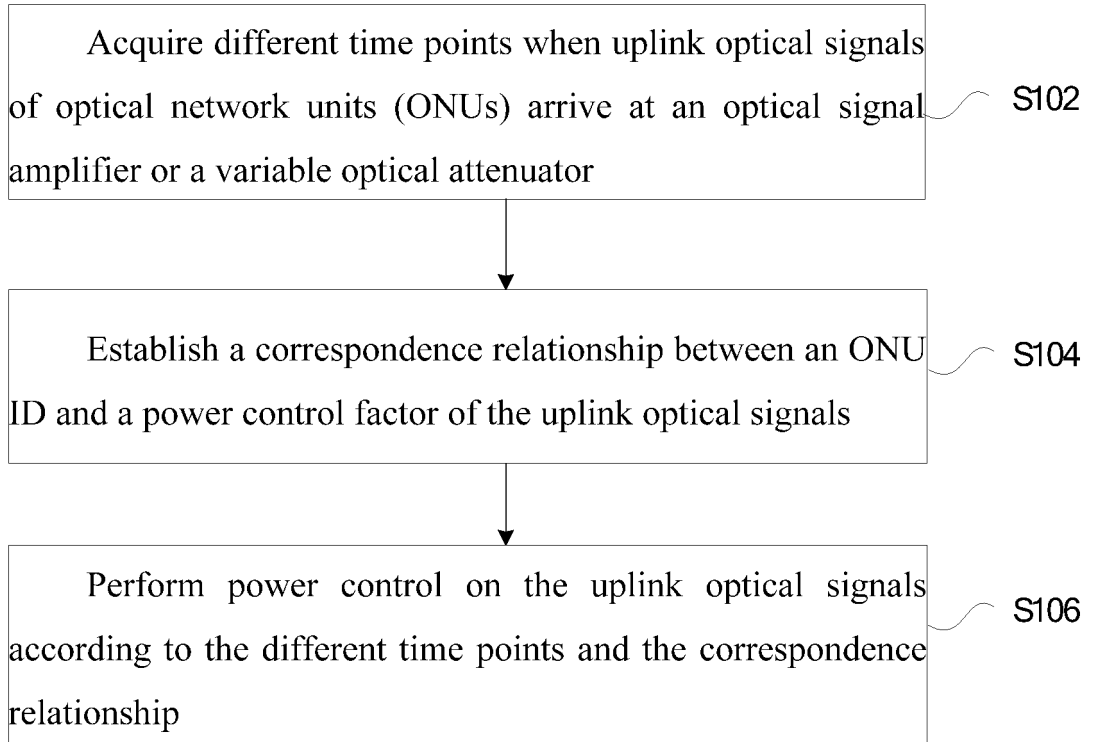 Acquire different time points when uplink optical signals
of optical network units (ONUs) arrive at an optical signal
amplifier or a variable optical attenuator
S102
Establish a correspondence relationship between an ONU
ID and a power control factor of the uplink optical signals
S104
Perform power control on the uplink optical signals
according to the different time points and the correspondence
relationship
S106